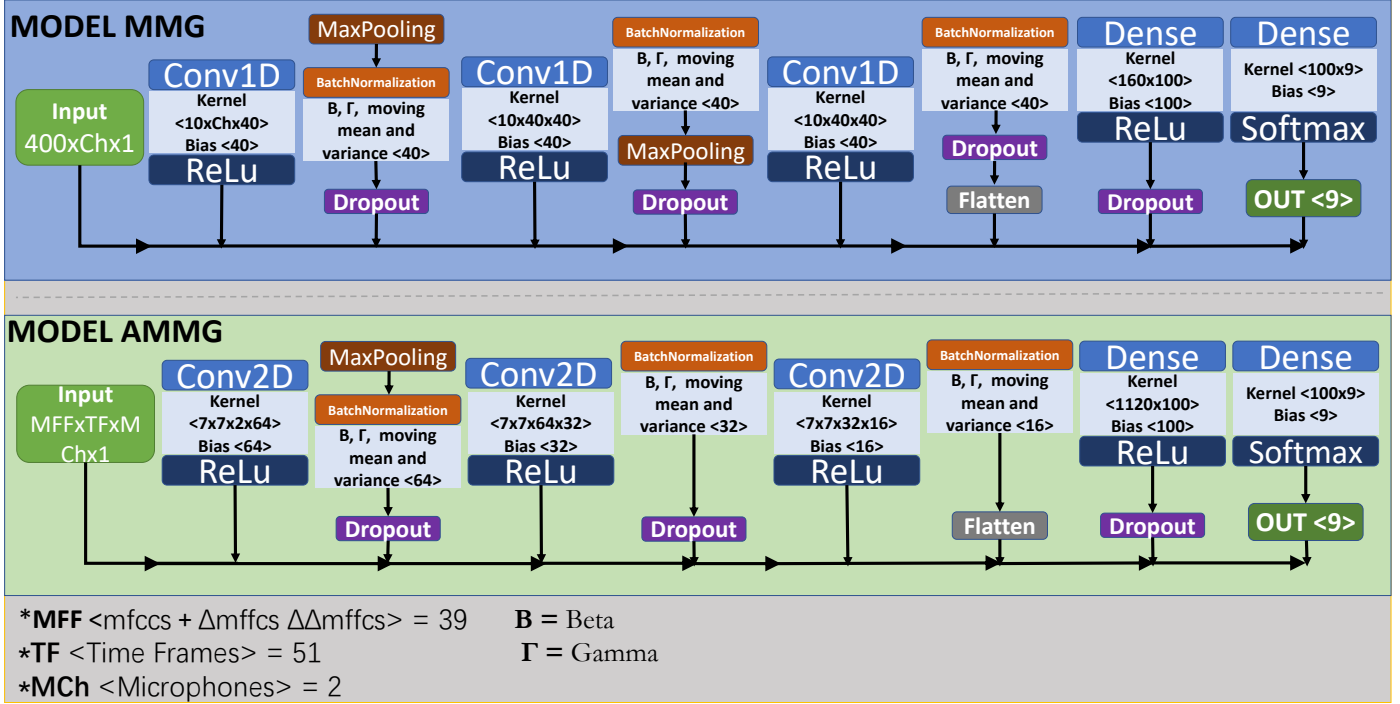 MODEL MMG
Input
400xChx1
Conv1D
Kernel
<10xChx40>
Bias <40>
ReLu
MaxPooling
BatchNormalization
B, Γ, moving
mean and
variance <40>
Dropout
Conv1D
Kernel
<10x40x40>
Bias <40>
ReLu
BatchNormalization
B, Γ, moving
mean and
variance <40>
MaxPooling
Dropout
Conv1D
Kernel
<10x40x40>
Bias <40>
ReLu
BatchNormalization
B, Γ, moving
mean and
variance <40>
Dropout
Flatten
Dense
Kernel
<160x100>
Bias <100>
ReLu
Dropout
Dense
Kernel <100x9>
Bias <9>
Softmax
OUT <9>
MODEL AMMG
Input
MFFxTFxM
Chx1
Conv2D
Kernel
<7x7x2x64>
Bias <64>
ReLu
MaxPooling
BatchNormalization
B, Γ, moving
mean and
variance <64>
Dropout
Conv2D
Kernel
<7x7x64x32>
Bias <32>
ReLu
BatchNormalization
B, Γ, moving
mean and
variance <32>
Dropout
Conv2D
Kernel
<7x7x32x16>
Bias <16>
ReLu
BatchNormalization
B, Γ, moving
mean and
variance <16>
Flatten
Dense
Kernel
<1120x100>
Bias <100>
ReLu
Dropout
Dense
Kernel <100x9>
Bias <9>
Softmax
OUT <9>
*MFF <mfccs + Δmffcs ΔΔmffcs> = 39
B = Beta
*TF <Time Frames> = 51
Γ = Gamma
*MCh <Microphones> = 2